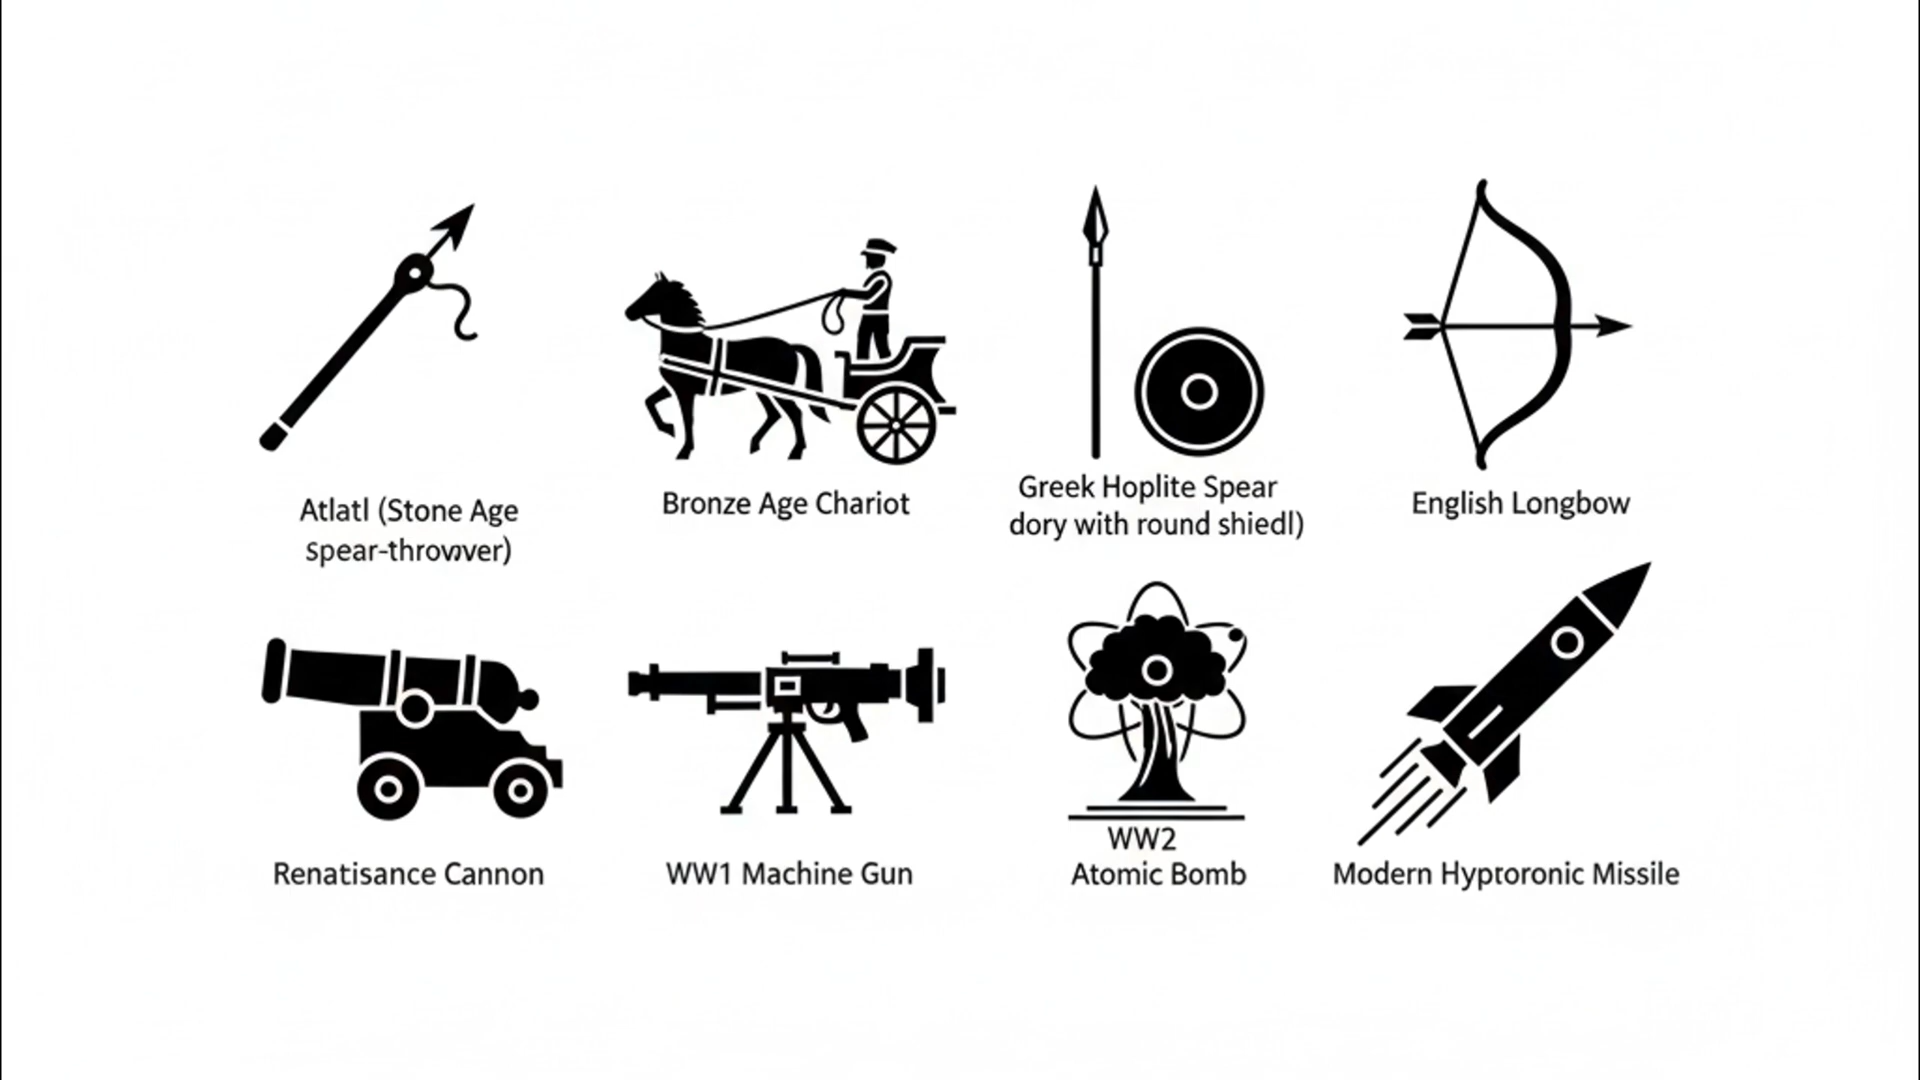 Atlatl (Stone Age
spear-throwver)
Bronze Age Chariot
Greek Hoplite Spear
dory with round shiedl)
English Longbow
Renatisance Cannon
WW1 Machine Gun
WW2
Atomic Bomb
Modern Hyptoronic Missile